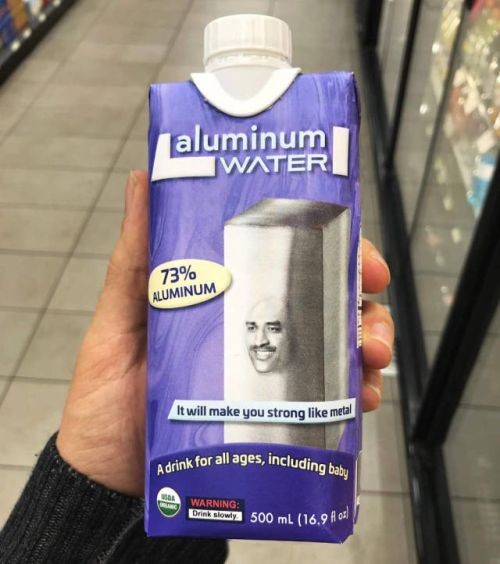 aluminum
WATER
73%
ALUMINUM
It will make you strong like metal
A drink for all ages, including baby
USDA
ORGANIC
WARNING:
Drink slowly.
500 mL (16.9 fl oz)